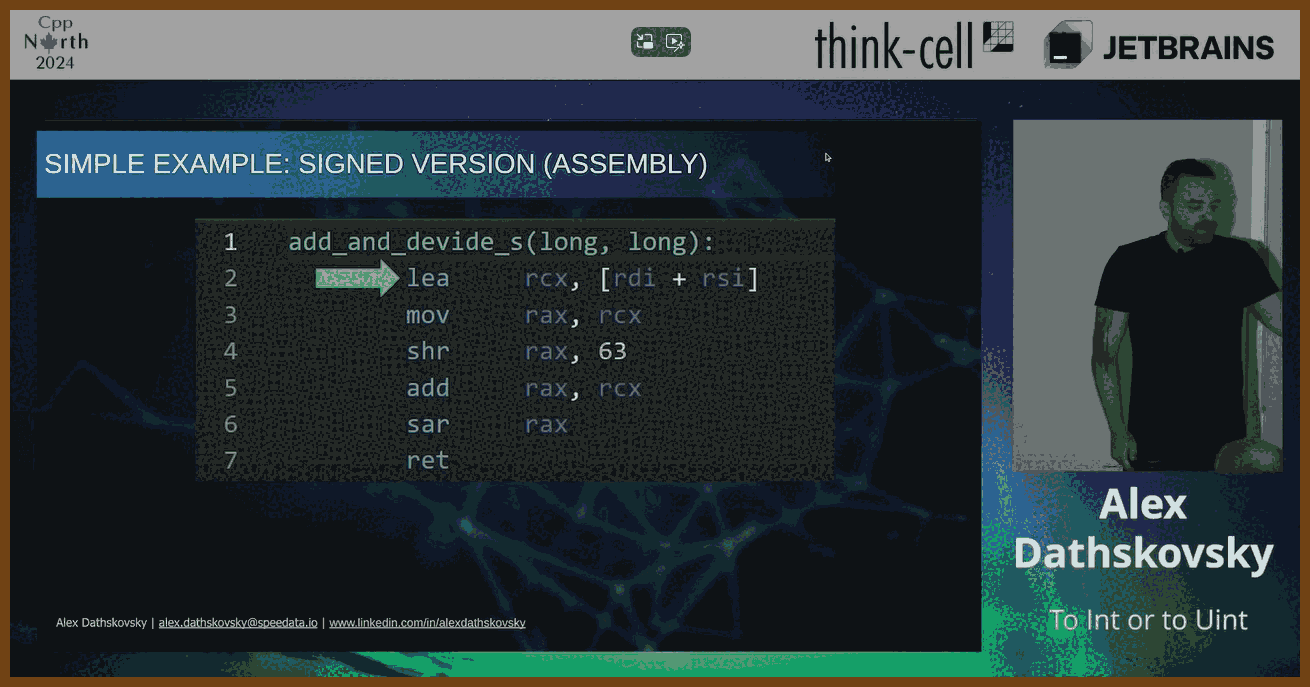 Cpp
North
2024
think-cell
JETBRAINS
SIMPLE EXAMPLE: SIGNED VERSION (ASSEMBLY)
1 add_and_devide_s(long, long):
2 lea rcx, [rdi + rsi]
3 mov rax, rcx
4 shr rax, 63
5 add rax, rcx
6 sar rax
7 ret
Alex Dathskovsky | alex.dathskovsky@speedata.io | www.linkedin.com/in/alexdathskovsky
Alex
Dathskovsky
To Int or to Uint